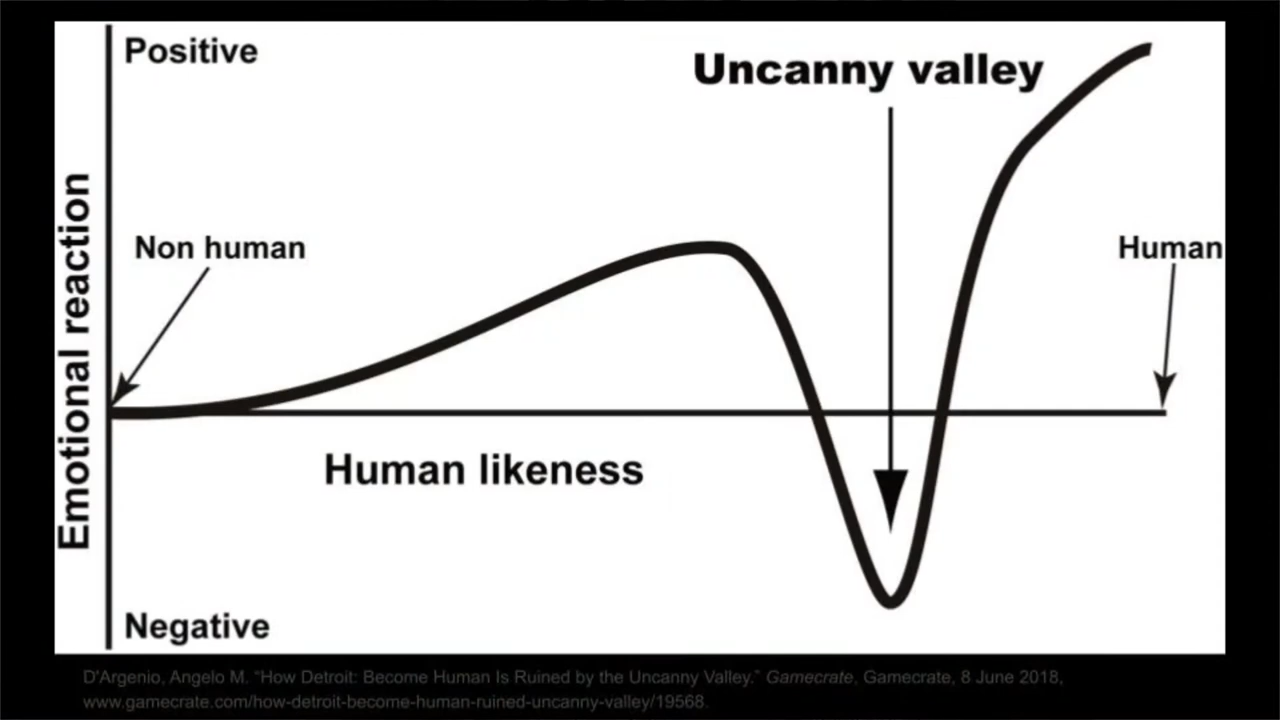 Positive
Uncanny valley
Non human
Human
Emotional reaction
Human likeness
Negative
D'Argenio, Angelo M. “How Detroit: Become Human Is Ruined by the Uncanny Valley.” Gamecrate, Gamecrate, 8 June 2018,
www.gamecrate.com/how-detroit-become-human-ruined-uncanny-valley/19568.